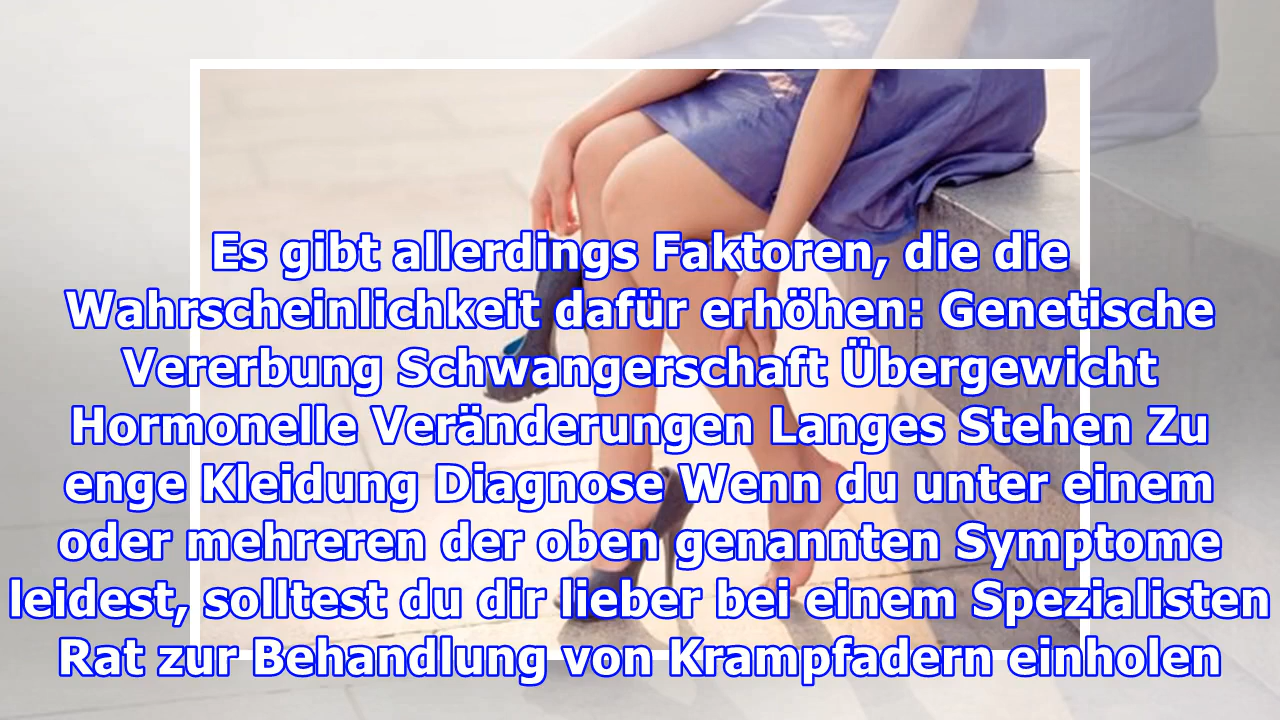 Es gibt allerdings Faktoren, die die
Wahrscheinlichkeit dafür erhöhen: Genetische
Vererbung Schwangerschaft Übergewicht
Hormonelle Veränderungen Langes Stehen Zu
enge Kleidung Diagnose Wenn du unter einem
oder mehreren der oben genannten Symptome
leidest, solltest du dir lieber bei einem Spezialisten
Rat zur Behandlung von Krampfadern einholen